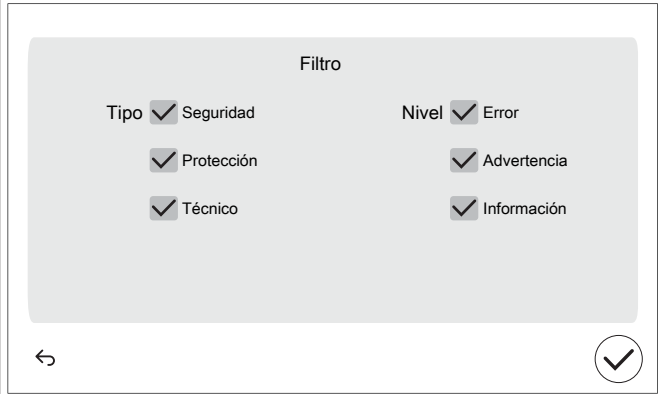 Filtro
Tipo Seguridad Nivel Error
Protección Advertencia
Técnico Información